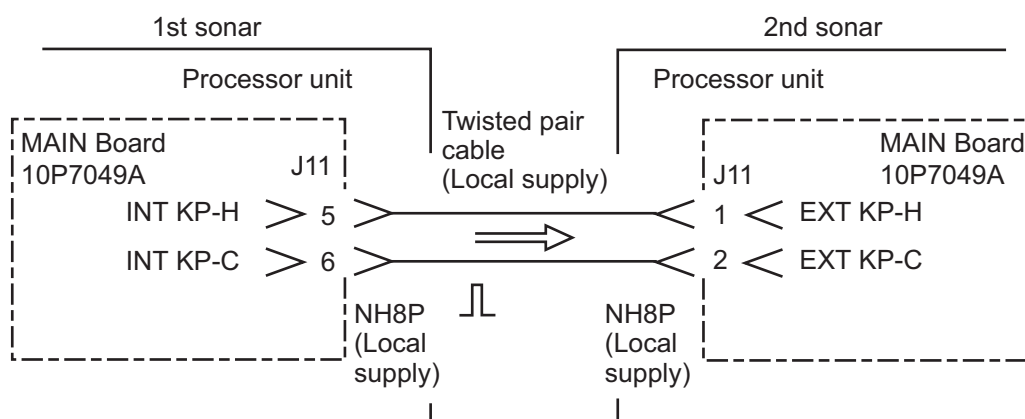 1st sonar
2nd sonar
Processor unit
Processor unit
Twisted pair
cable
(Local supply)
MAIN Board
10P7049A
J11
J11
MAIN Board
10P7049A
INT KP-H
5
1
EXT KP-H
INT KP-C
6
2
EXT KP-C
NH8P
(Local
supply)
NH8P
(Local
supply)